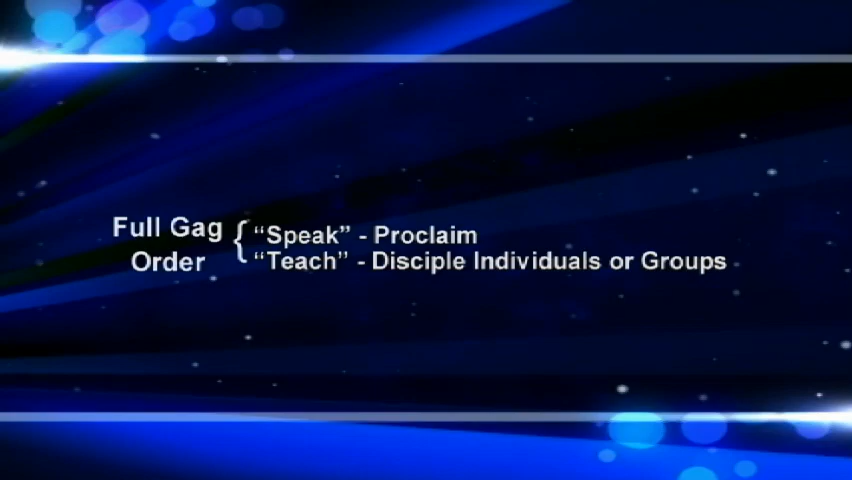 Full Gag
Order
{
“Speak” - Proclaim
“Teach” - Disciple Individuals or Groups